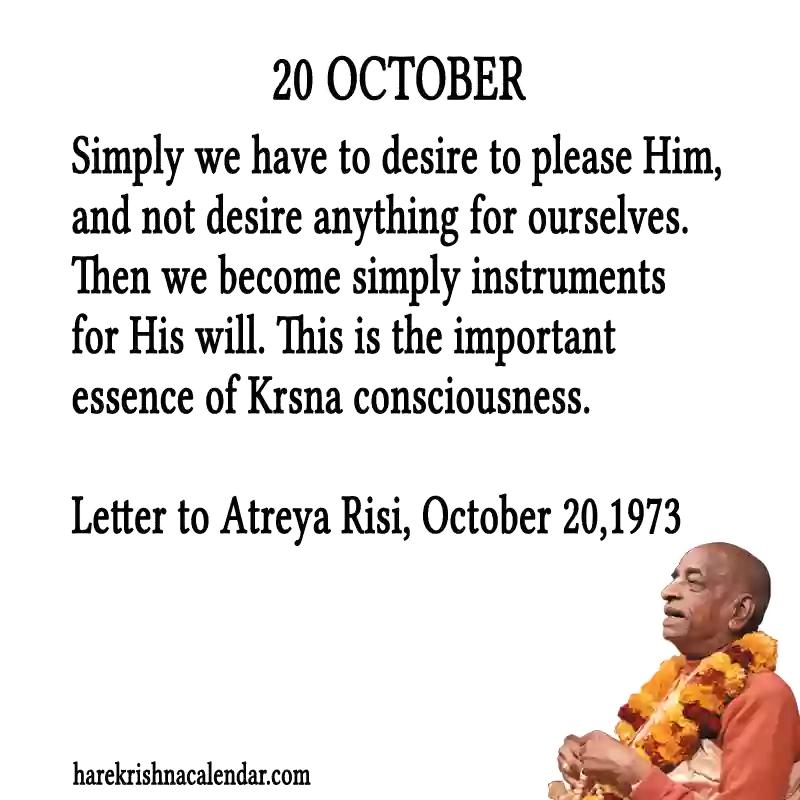 20 OCTOBER
Simply we have to desire to please Him,
and not desire anything for ourselves.
Then we become simply instruments
for His will. This is the important
essence of Krsna consciousness.
Letter to Atreya Risi, October 20,1973
harekrishnacalendar.com